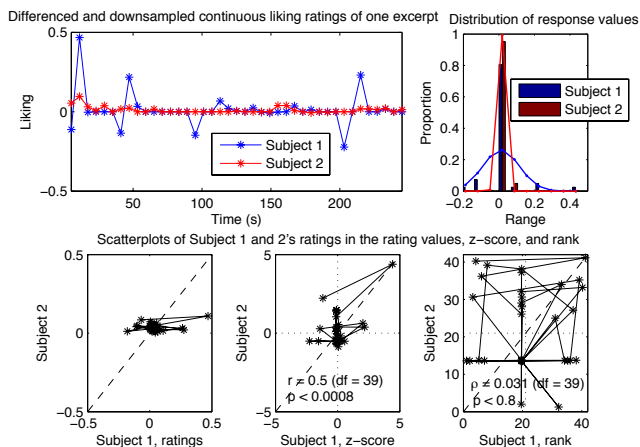 Differenced and downsampled continuous liking ratings of one excerpt
Distribution of response values
0.5
0
−0.5
Liking
50 100 150 200
Time (s)
Subject 1
Subject 2
1
0.8
0.6
0.4
0.2
0
Proportion
−0.2 0 0.2 0.4
Range
Subject 1
Subject 2
Scatterplots of Subject 1 and 2's ratings in the rating values, z−score, and rank
0.5
0
−0.5
Subject 2
−0.5 0 0.5
Subject 1, ratings
5
0
−5
Subject 2
r = 0.5 (df = 39)
p < 0.0008
−5 0 5
Subject 1, z−score
40
30
20
10
0
Subject 2
ρ = 0.031 (df = 39)
p < 0.8
0 20 40
Subject 1, rank